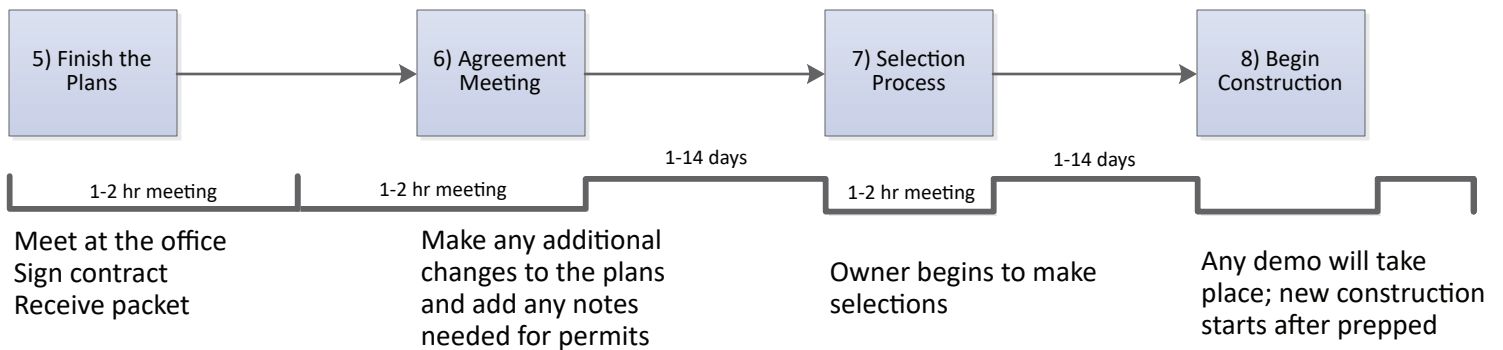 5) Finish the
Plans
6) Agreement
Meeting
7) Selection
Process
8) Begin
Construction
1-2 hr meeting
1-2 hr meeting
1-14 days
1-2 hr meeting
1-14 days
Meet at the office
Sign contract
Receive packet
Make any additional
changes to the plans
and add any notes
needed for permits
Owner begins to make
selections
Any demo will take
place; new construction
starts after prepped